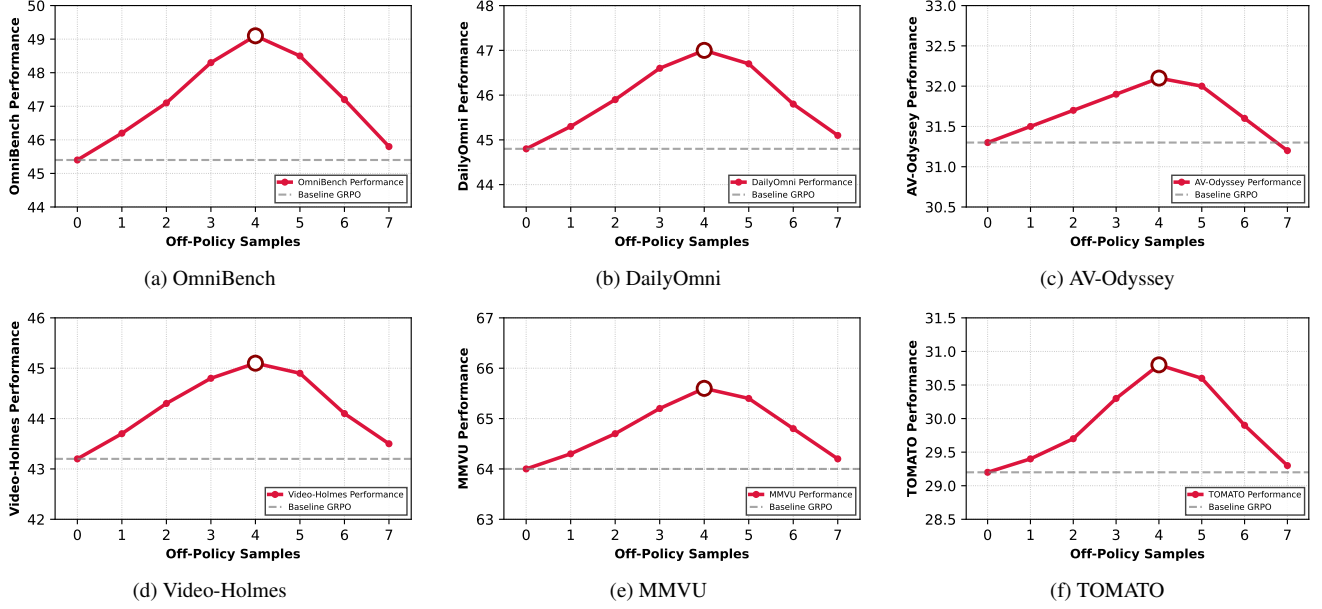 OmniBench Performance
50
49
48
47
46
45
44
OmniBench Performance
Baseline GRPO
0 1 2 3 4 5 6 7
Off-Policy Samples
(a) OmniBench
DailyOmni Performance
48
47
46
45
44
DailyOmni Performance
Baseline GRPO
0 1 2 3 4 5 6 7
Off-Policy Samples
(b) DailyOmni
AV-Odyssey Performance
33.0
32.5
32.0
31.5
31.0
30.5
AV-Odyssey Performance
Baseline GRPO
0 1 2 3 4 5 6 7
Off-Policy Samples
(c) AV-Odyssey
Video-Holmes Performance
46
45
44
43
42
Video-Holmes Performance
Baseline GRPO
0 1 2 3 4 5 6 7
Off-Policy Samples
(d) Video-Holmes
MMVU Performance
67
66
65
64
63
MMVU Performance
Baseline GRPO
0 1 2 3 4 5 6 7
Off-Policy Samples
(e) MMVU
TOMATO Performance
31.5
31.0
30.5
30.0
29.5
29.0
28.5
TOMATO Performance
Baseline GRPO
0 1 2 3 4 5 6 7
Off-Policy Samples
(f) TOMATO